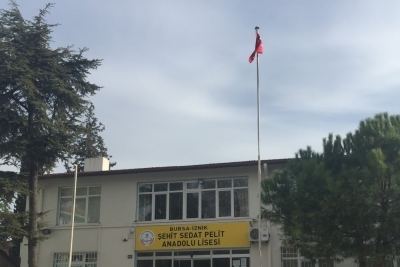 BURSA-İZNİK
ŞEHİT SEDAT PELİT
ANADOLU LİSESİ